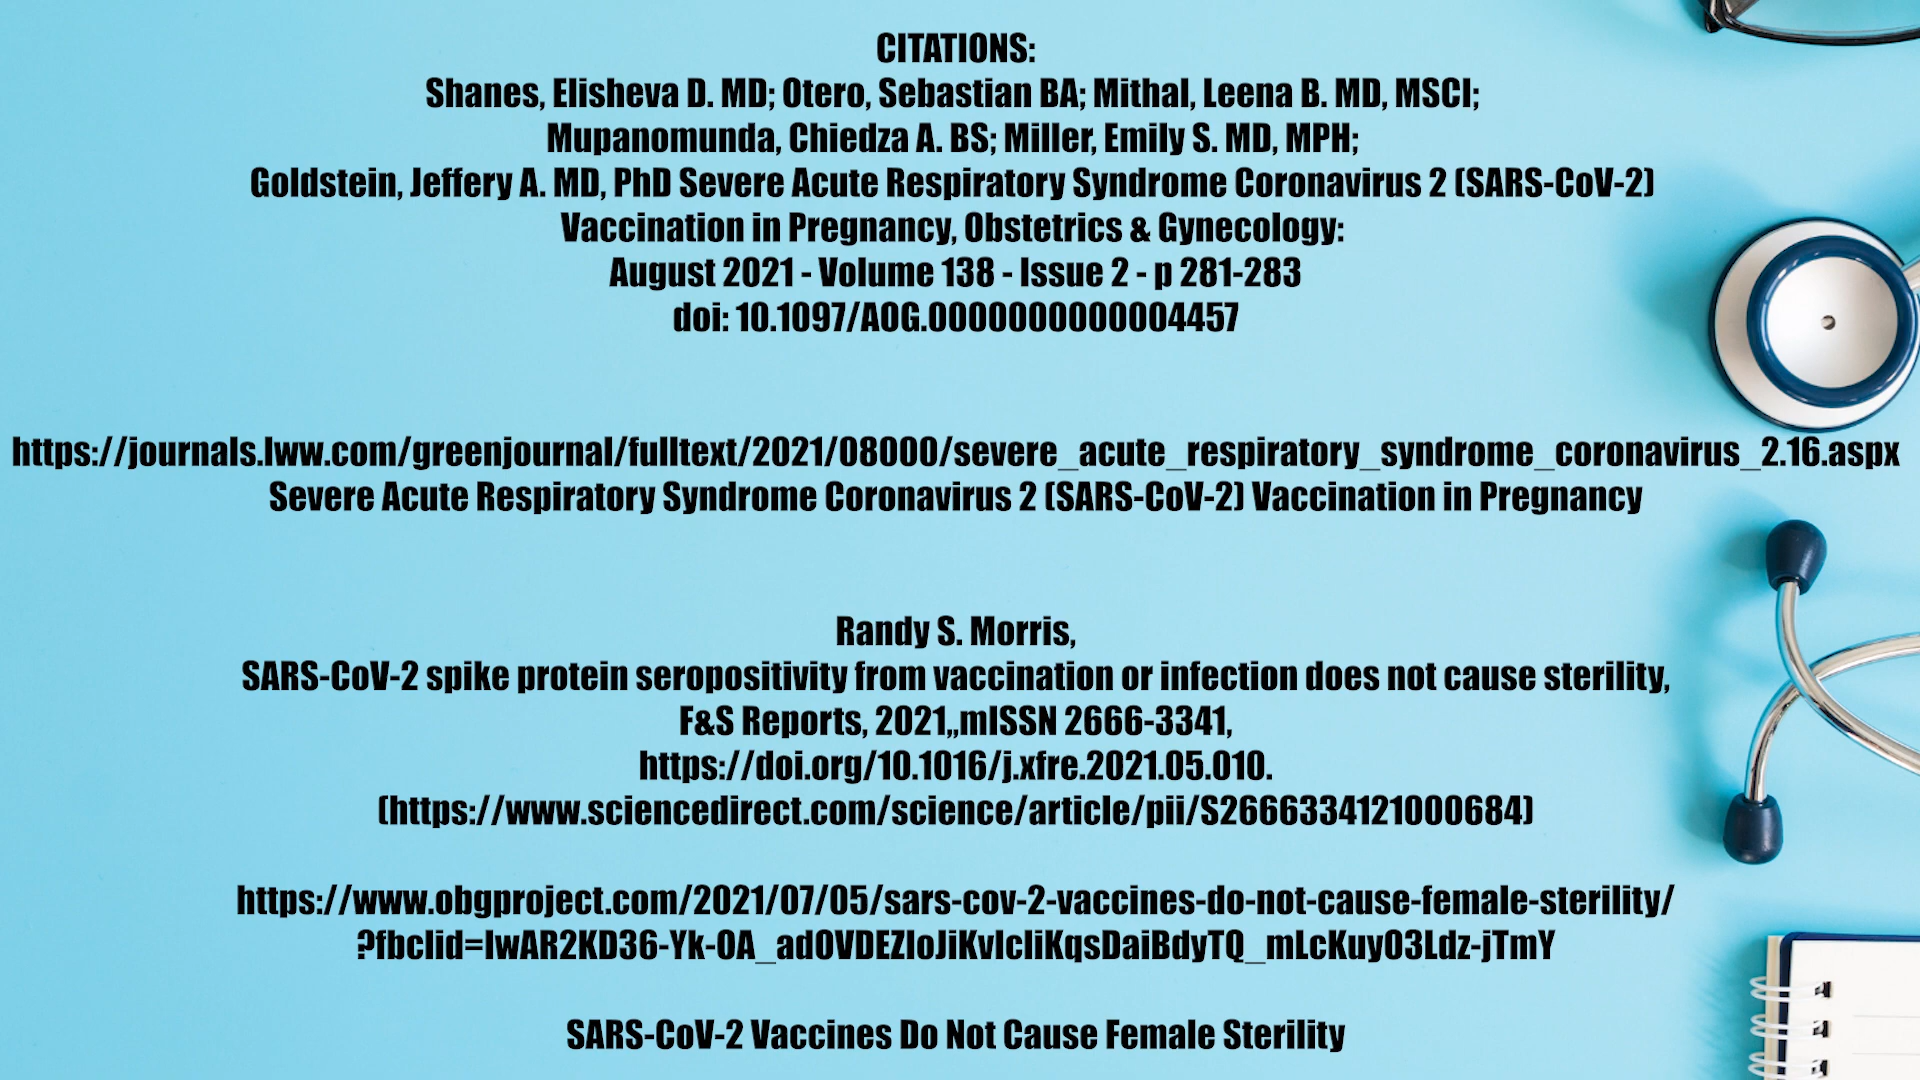 CITATIONS:
Shanes, Elisheva D. MD; Otero, Sebastian BA; Mithal, Leena B. MD, MSCI;
Mupanomunda, Chiedza A. BS; Miller, Emily S. MD, MPH;
Goldstein, Jeffery A. MD, PhD Severe Acute Respiratory Syndrome Coronavirus 2 (SARS-CoV-2)
Vaccination in Pregnancy, Obstetrics & Gynecology:
August 2021 - Volume 138 - Issue 2 - p 281-283
doi: 10.1097/AOG.0000000000004457
https://journals.lww.com/greenjournal/fulltext/2021/08000/severe_acute_respiratory_syndrome_coronavirus_2.16.aspx
Severe Acute Respiratory Syndrome Coronavirus 2 (SARS-CoV-2) Vaccination in Pregnancy
Randy S. Morris,
SARS-CoV-2 spike protein seropositivity from vaccination or infection does not cause sterility,
F&S Reports, 2021,,mISSN 2666-3341,
https://doi.org/10.1016/j.xfre.2021.05.010.
(https://www.sciencedirect.com/science/article/pii/S2666334121000684)
https://www.obgproject.com/2021/07/05/sars-cov-2-vaccines-do-not-cause-female-sterility/
?fbclid=IwAR2KD36-Yk-0A_ad0VDEZIoJiKvIcIiKqsDaiBdyTQ_mLcKuyO3Ldz-jTmY
SARS-CoV-2 Vaccines Do Not Cause Female Sterility